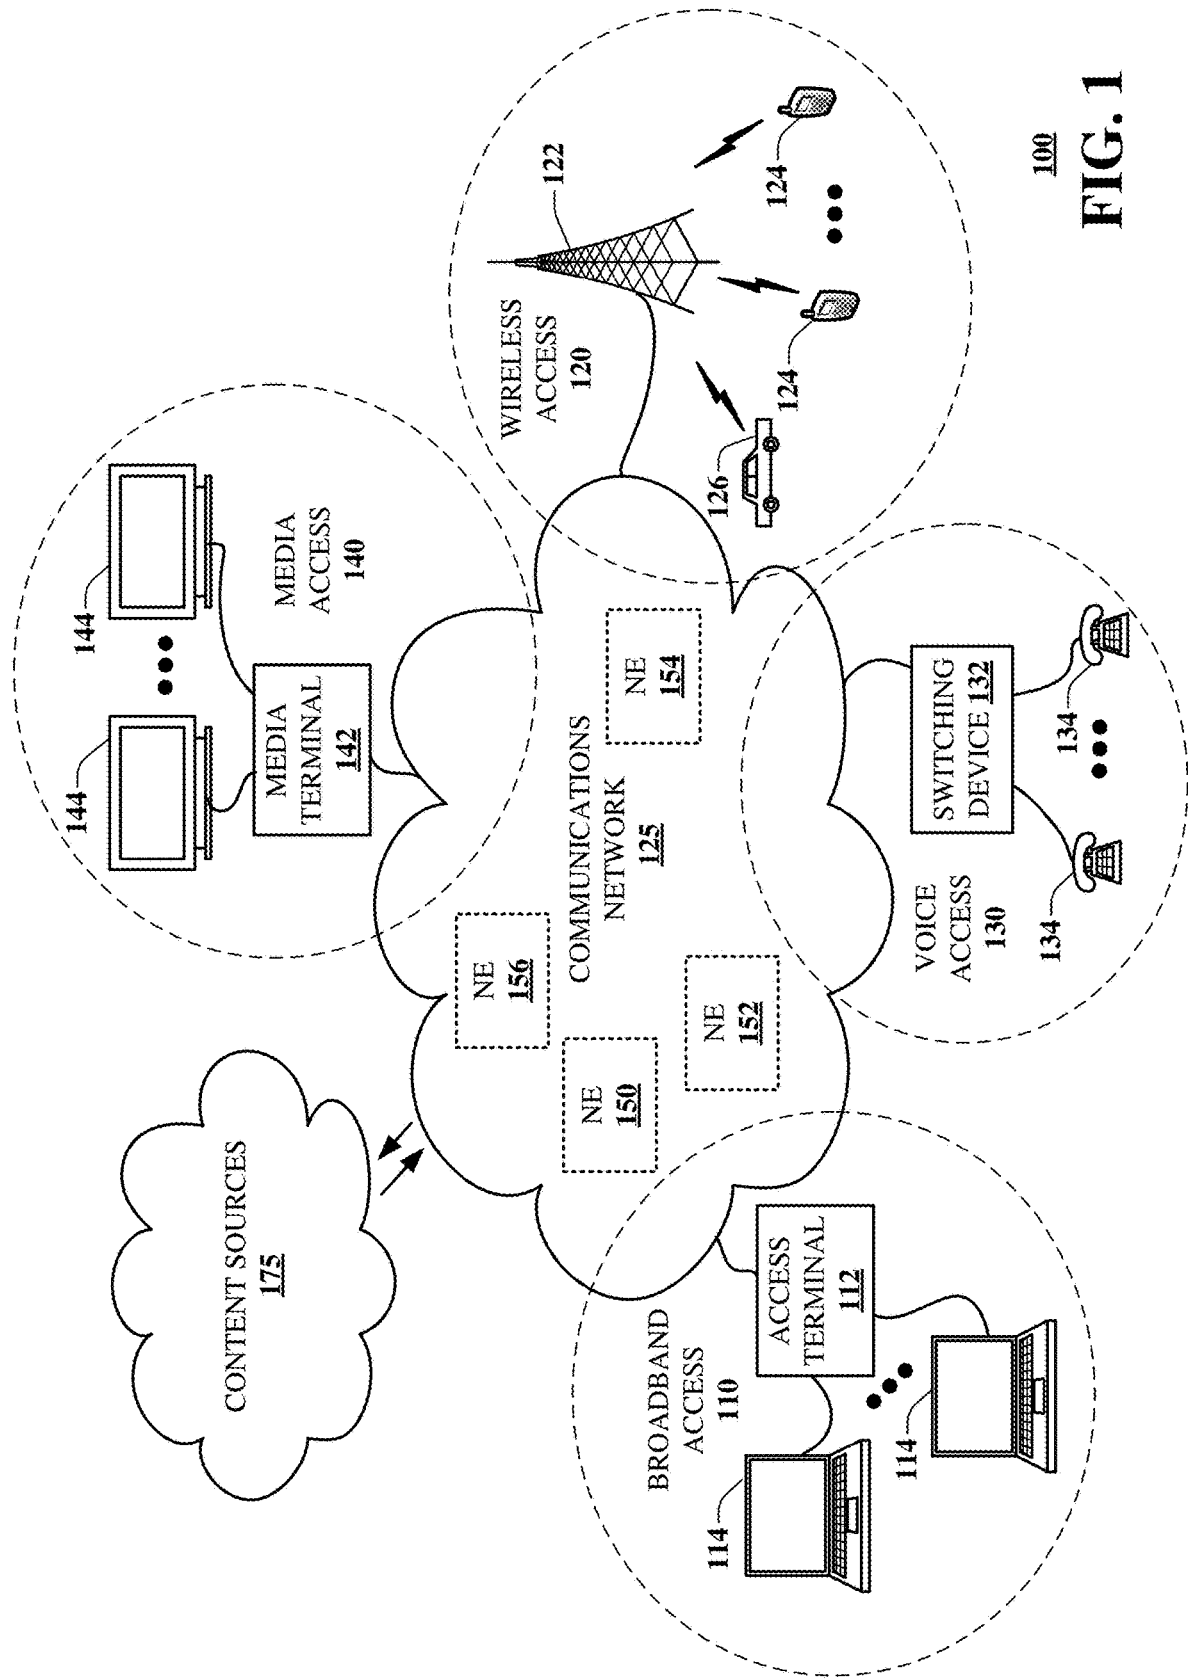 CONTENT SOURCES
175
144
144
MEDIA
TERMINAL
142
MEDIA
ACCESS
140
NE
156
NE
150
NE
152
NE
154
COMMUNICATIONS
NETWORK
125
WIRELESS
ACCESS
120
122
124
124
126
BROADBAND
ACCESS
110
ACCESS
TERMINAL
112
114
114
VOICE
ACCESS
130
SWITCHING
DEVICE 132
134
134
100
FIG. 1